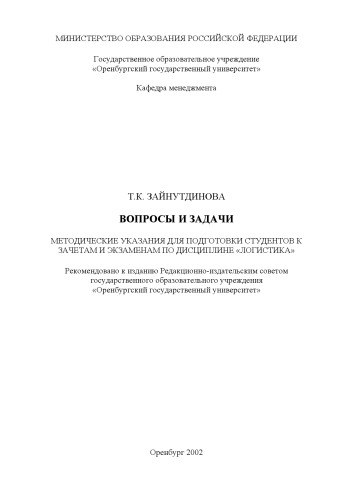 МИНИСТЕРСТВО ОБРАЗОВАНИЯ РОССИЙСКОЙ ФЕДЕРАЦИИ
Государственное образовательное учреждение
«Оренбургский государственный университет»
Кафедра менеджмента
Т.К. ЗАЙНУТДИНОВА
ВОПРОСЫ И ЗАДАЧИ
МЕТОДИЧЕСКИЕ УКАЗАНИЯ ДЛЯ ПОДГОТОВКИ СТУДЕНТОВ К
ЗАЧЕТАМ И ЭКЗАМЕНАМ ПО ДИСЦИПЛИНЕ «ЛОГИСТИКА»
Рекомендовано к изданию Редакционно-издательским советом
государственного образовательного учреждения
«Оренбургский государственный университет»
Оренбург 2002